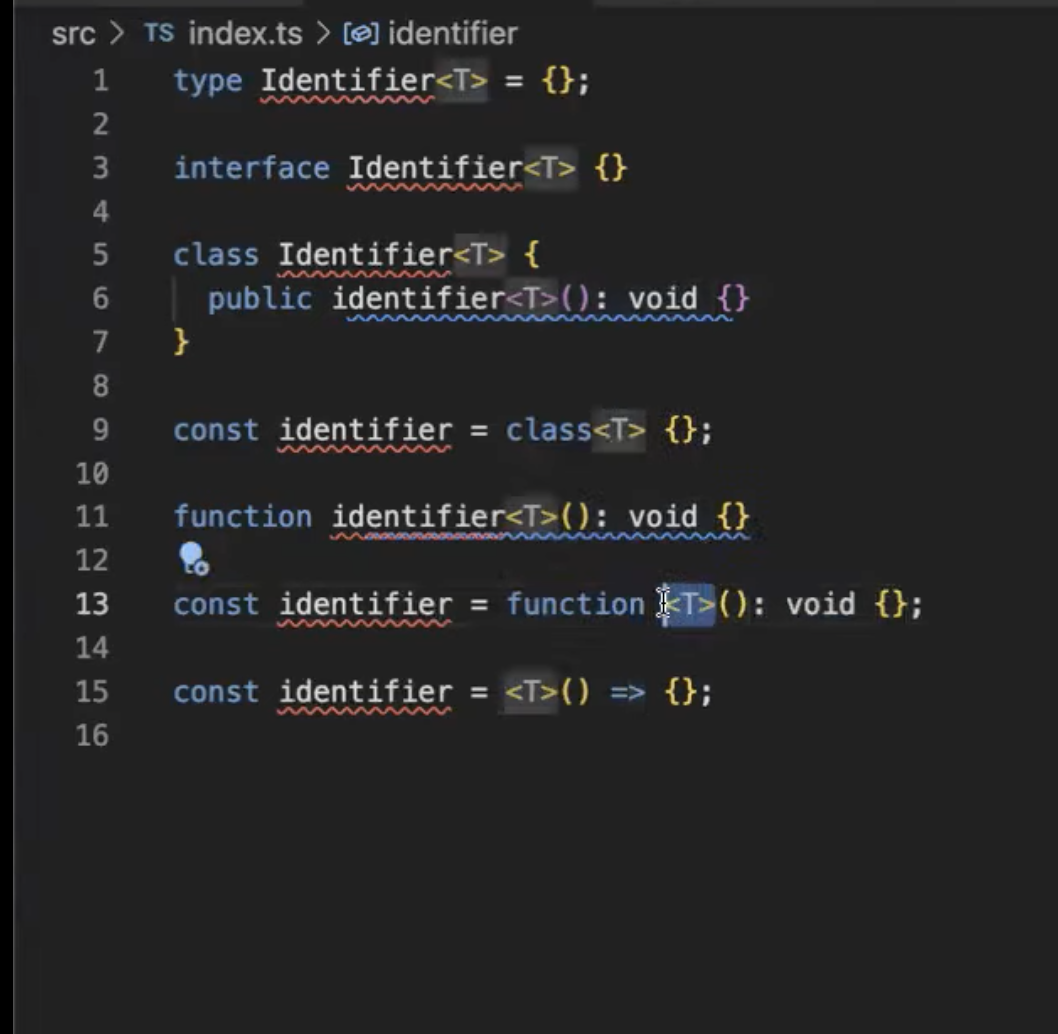 src > TS index.ts > identifier
1 type Identifier<T> = {};
2
3 interface Identifier<T> {}
4
5 class Identifier<T> {
6 public identifier<T>(): void {}
7 }
8
9 const identifier = class<T> {};
10
11 function identifier<T>(): void {}
12
13 const identifier = function <T>(): void {};
14
15 const identifier = <T>() => {};
16